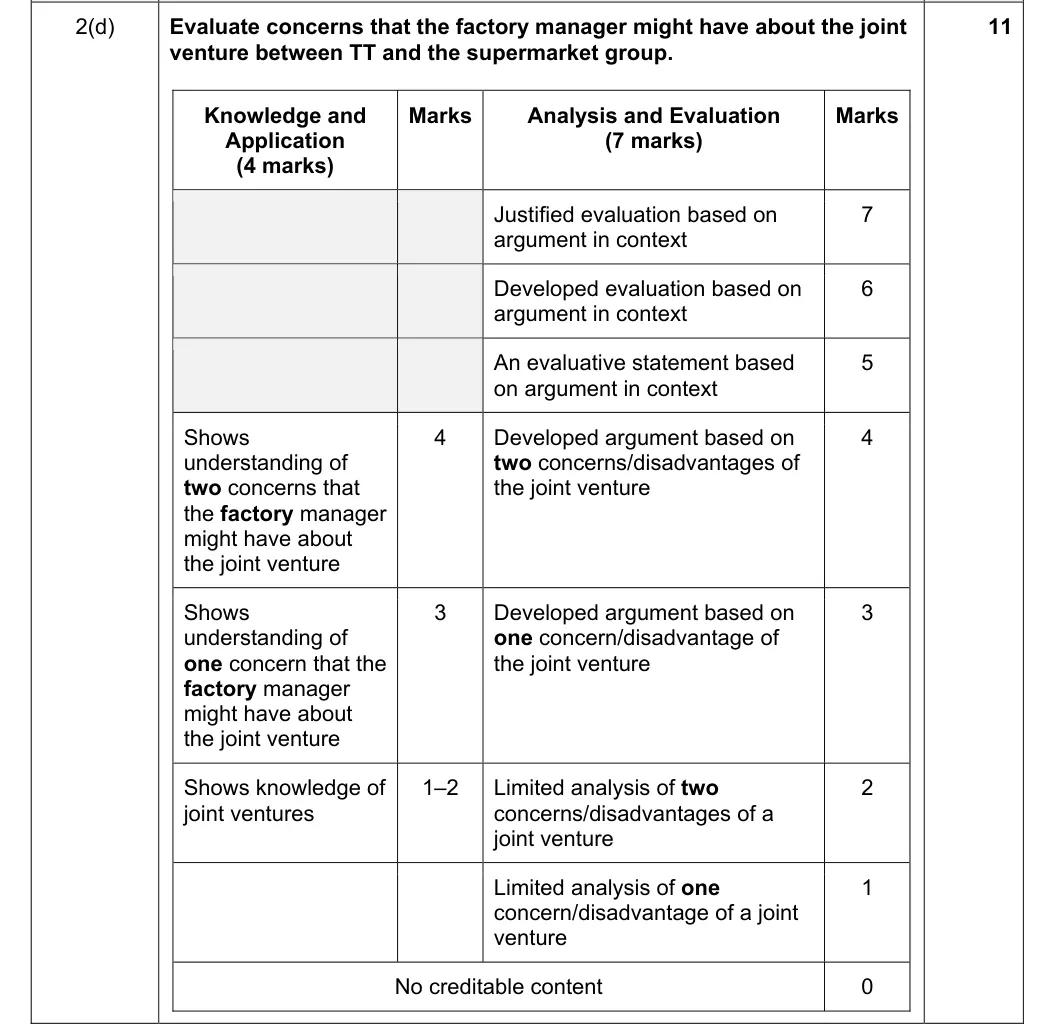 2(d)
Evaluate concerns that the factory manager might have about the joint
venture between TT and the supermarket group.
11
Knowledge and
Application
(4 marks)
Marks
Analysis and Evaluation
(7 marks)
Marks
Justified evaluation based on
argument in context
7
Developed evaluation based on
argument in context
6
An evaluative statement based
on argument in context
5
Shows
understanding of
two concerns that
the factory manager
might have about
the joint venture
4
Developed argument based on
two concerns/disadvantages of
the joint venture
4
Shows
understanding of
one concern that the
factory manager
might have about
the joint venture
3
Developed argument based on
one concern/disadvantage of
the joint venture
3
Shows knowledge of
joint ventures
1–2
Limited analysis of two
concerns/disadvantages of a
joint venture
2
Limited analysis of one
concern/disadvantage of a joint
venture
1
No creditable content
0